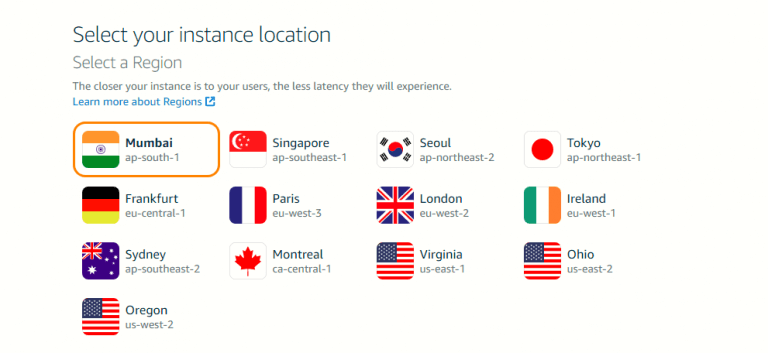 Select your instance location
Select a Region
The closer your instance is to your users, the less latency they will experience.
Learn more about Regions
Mumbai
ap-south-1
Singapore
ap-southeast-1
Seoul
ap-northeast-2
Tokyo
ap-northeast-1
Frankfurt
eu-central-1
Paris
eu-west-3
London
eu-west-2
Ireland
eu-west-1
Sydney
ap-southeast-2
Montreal
ca-central-1
Virginia
us-east-1
Ohio
us-east-2
Oregon
us-west-2